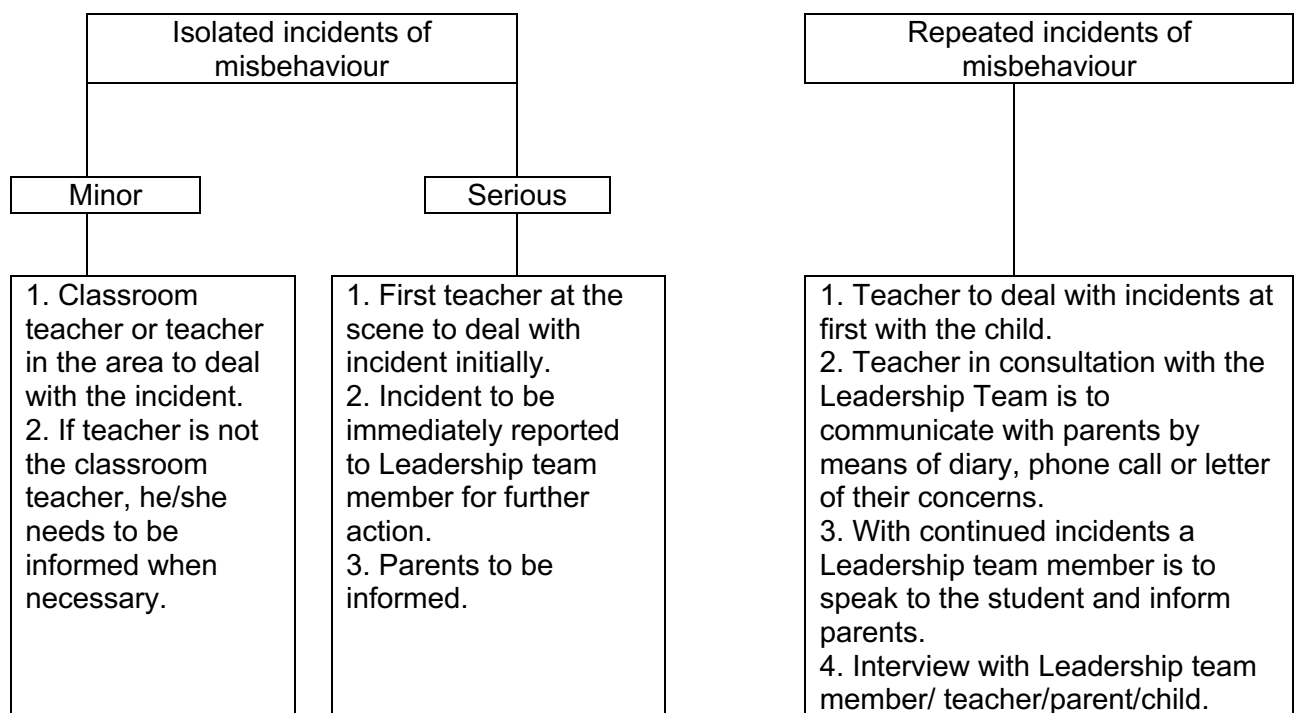 Isolated incidents of
misbehaviour
Repeated incidents of
misbehaviour
Minor
Serious
1. Classroom
teacher or teacher
in the area to deal
with the incident.
2. If teacher is not
the classroom
teacher, he/she
needs to be
informed when
necessary.
1. First teacher at the
scene to deal with
incident initially.
2. Incident to be
immediately reported
to Leadership team
member for further
action.
3. Parents to be
informed.
1. Teacher to deal with incidents at
first with the child.
2. Teacher in consultation with the
Leadership Team is to
communicate with parents by
means of diary, phone call or letter
of their concerns.
3. With continued incidents a
Leadership team member is to
speak to the student and inform
parents.
4. Interview with Leadership team
member/ teacher/parent/child.